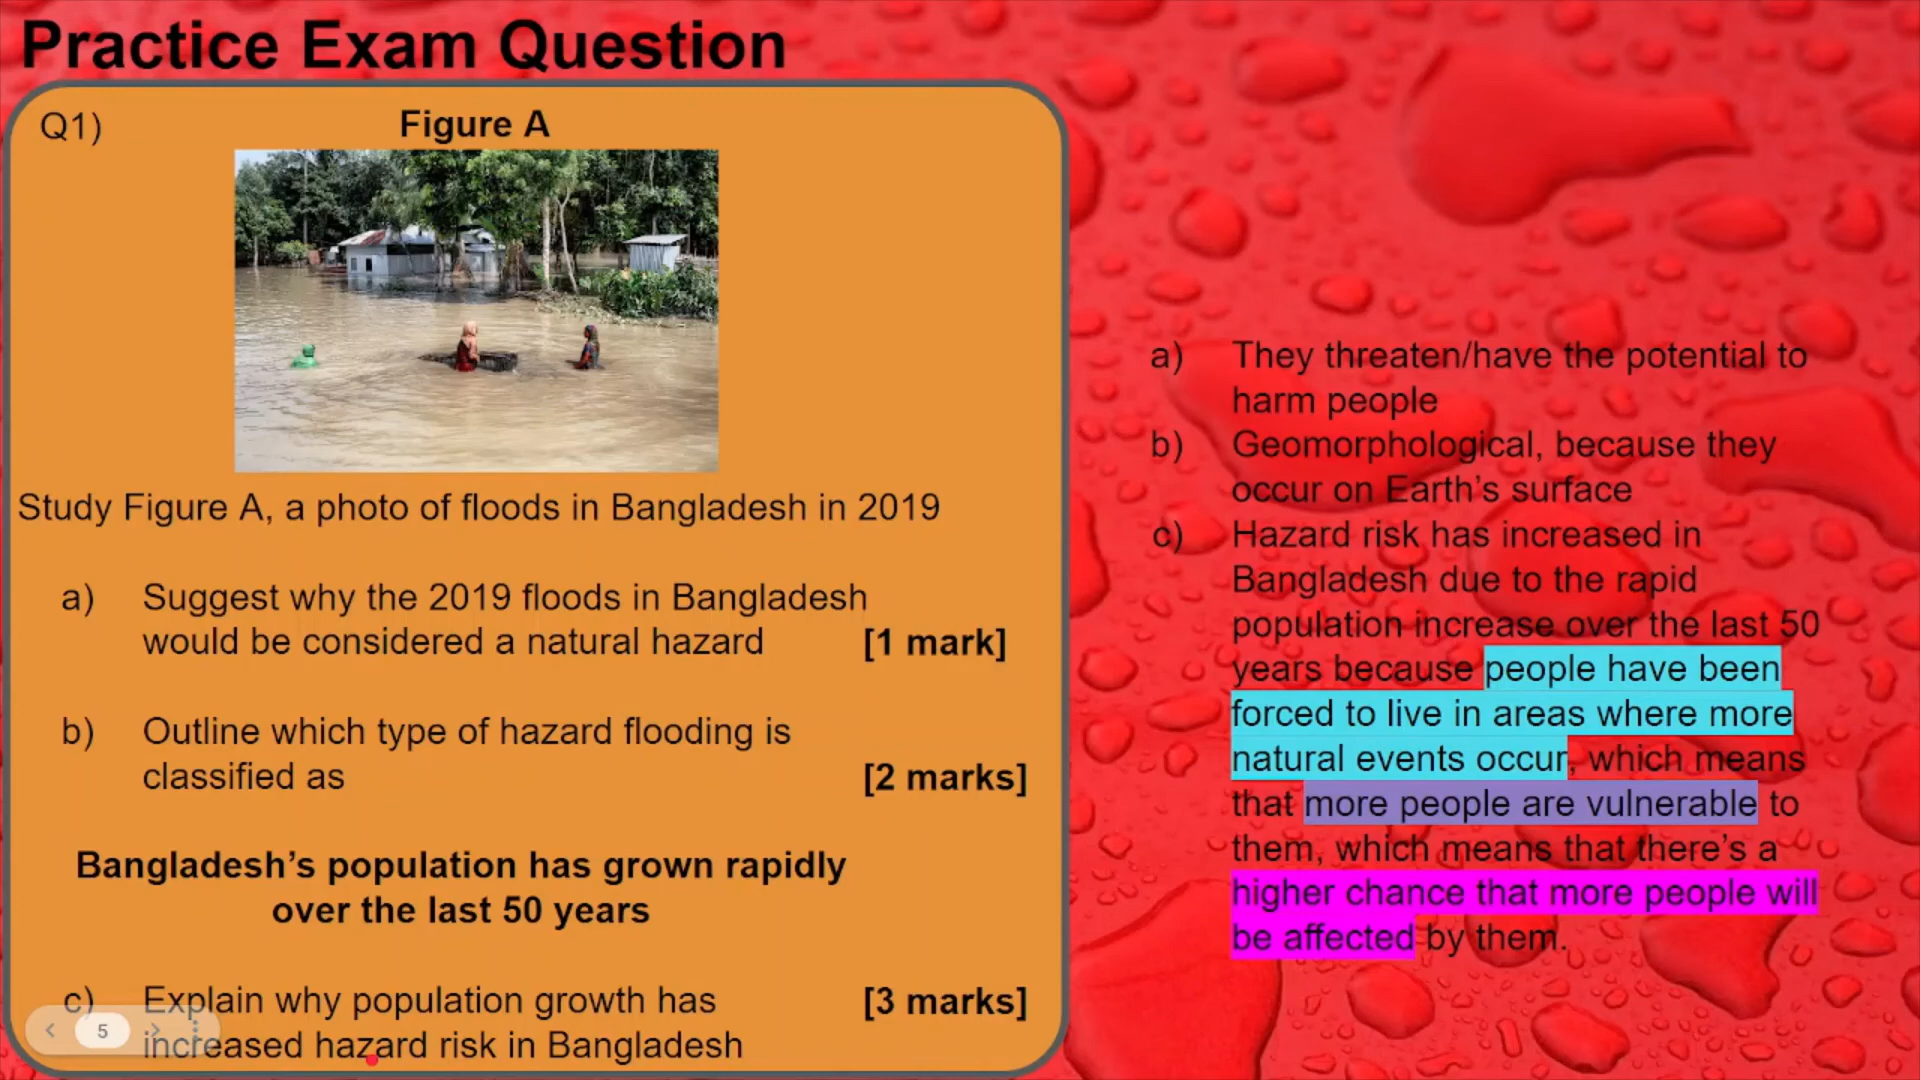 Practice Exam Question
Q1)
Figure A
Study Figure A, a photo of floods in Bangladesh in 2019
a) Suggest why the 2019 floods in Bangladesh
would be considered a natural hazard [1 mark]
b) Outline which type of hazard flooding is
classified as [2 marks]
Bangladesh's population has grown rapidly
over the last 50 years
c) Explain why population growth has [3 marks]
increased hazard risk in Bangladesh
5
a) They threaten/have the potential to
harm people
b) Geomorphological, because they
occur on Earth's surface
c) Hazard risk has increased in
Bangladesh due to the rapid
population increase over the last 50
years because people have been
forced to live in areas where more
natural events occur, which means
that more people are vulnerable to
them, which means that there's a
higher chance that more people will
be affected by them.